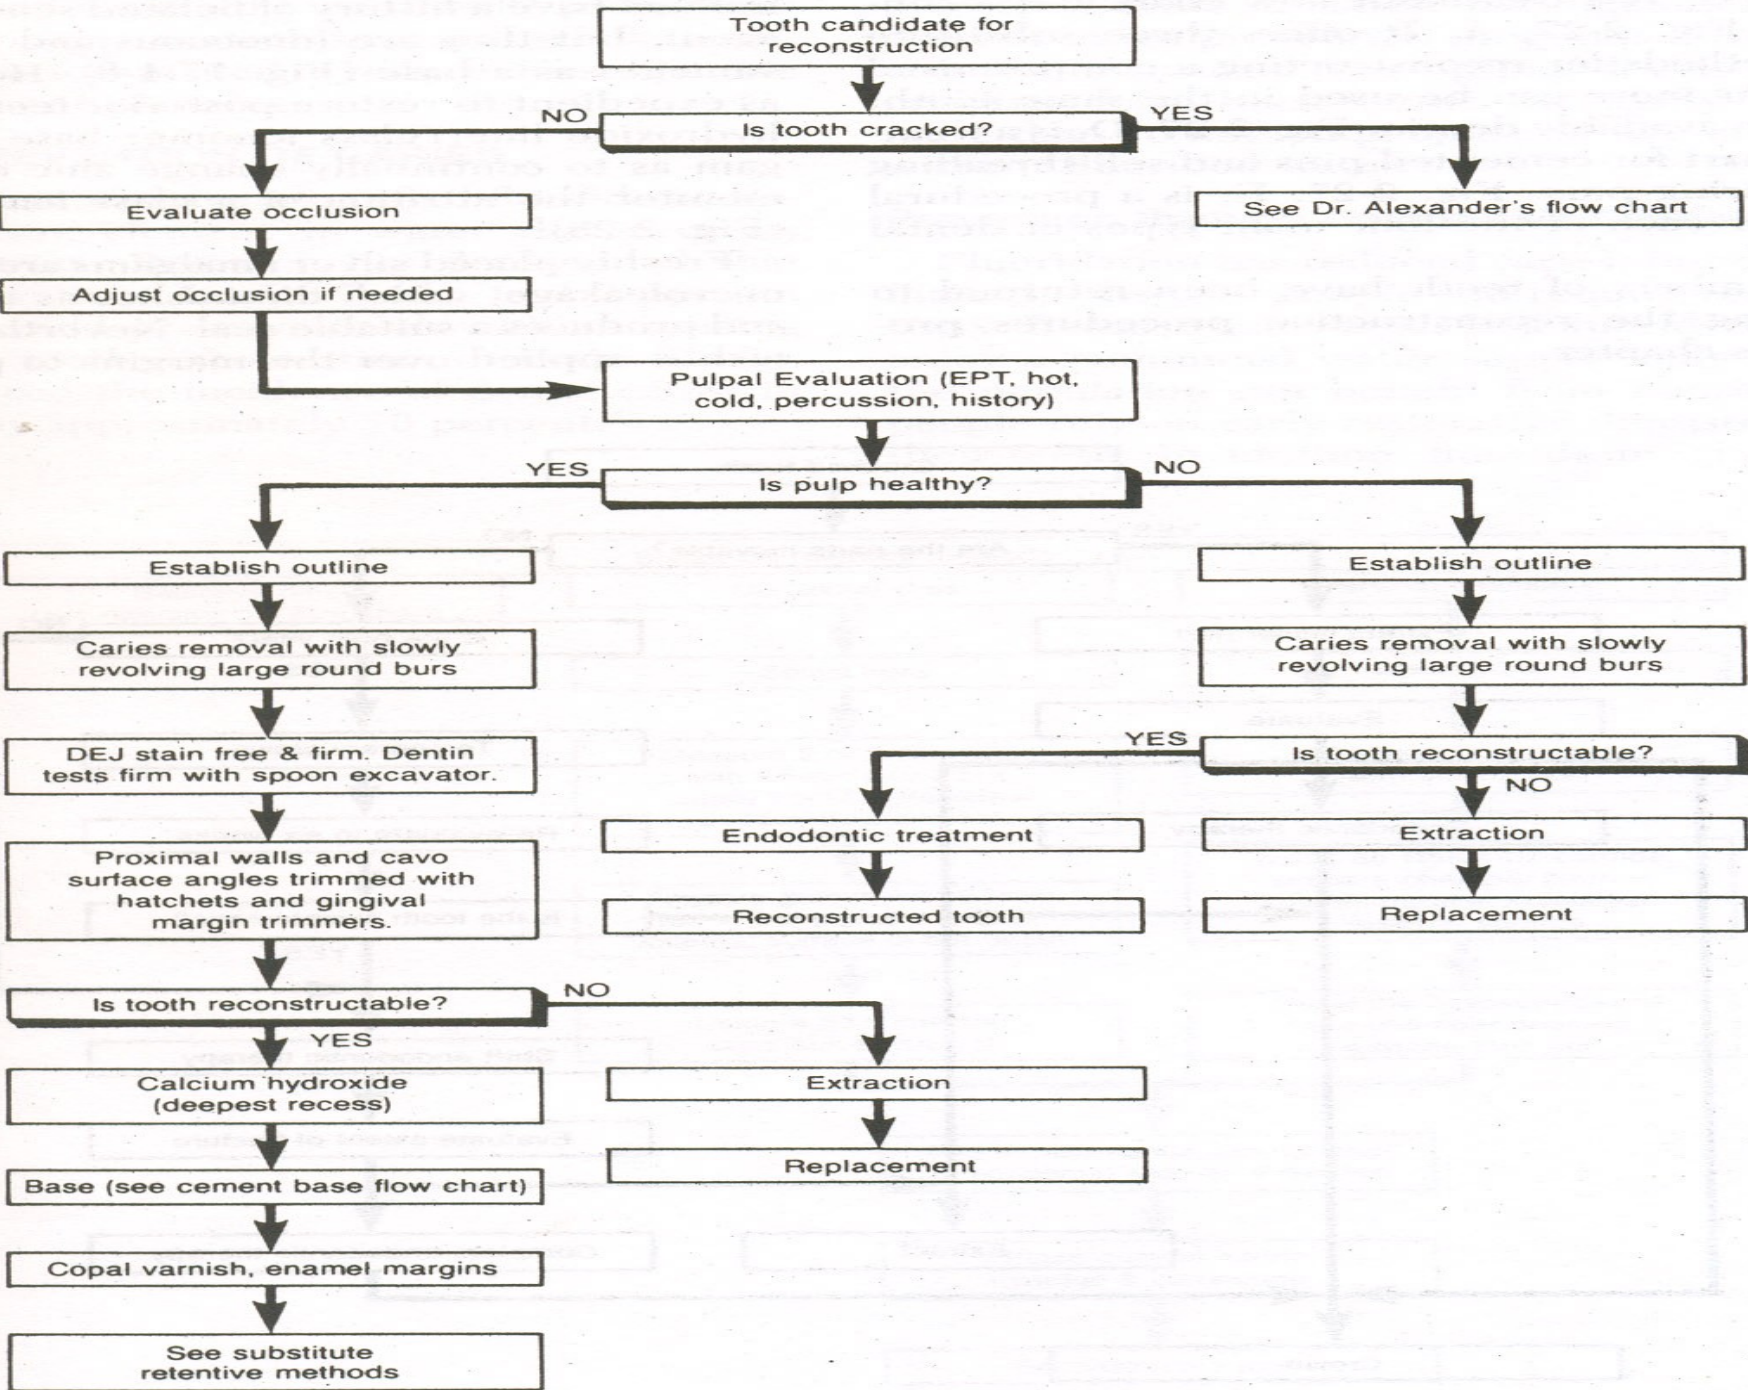 Tooth candidate for
reconstruction
NO
Is tooth cracked?
YES
Evaluate occlusion
See Dr. Alexander's flow chart
Adjust occlusion if needed
Pulpal Evaluation (EPT, hot,
cold, percussion, history)
YES
Is pulp healthy?
NO
Establish outline
Establish outline
Caries removal with slowly
revolving large round burs
Caries removal with slowly
revolving large round burs
DEJ stain free & firm. Dentin
tests firm with spoon excavator.
YES
Is tooth reconstructable?
NO
Endodontic treatment
Extraction
Proximal walls and cavo
surface angles trimmed with
hatchets and gingival
margin trimmers.
Reconstructed tooth
Replacement
Is tooth reconstructable?
NO
YES
Calcium hydroxide
(deepest recess)
Extraction
Replacement
Base (see cement base flow chart)
Copal varnish, enamel margins
See substitute
retentive methods